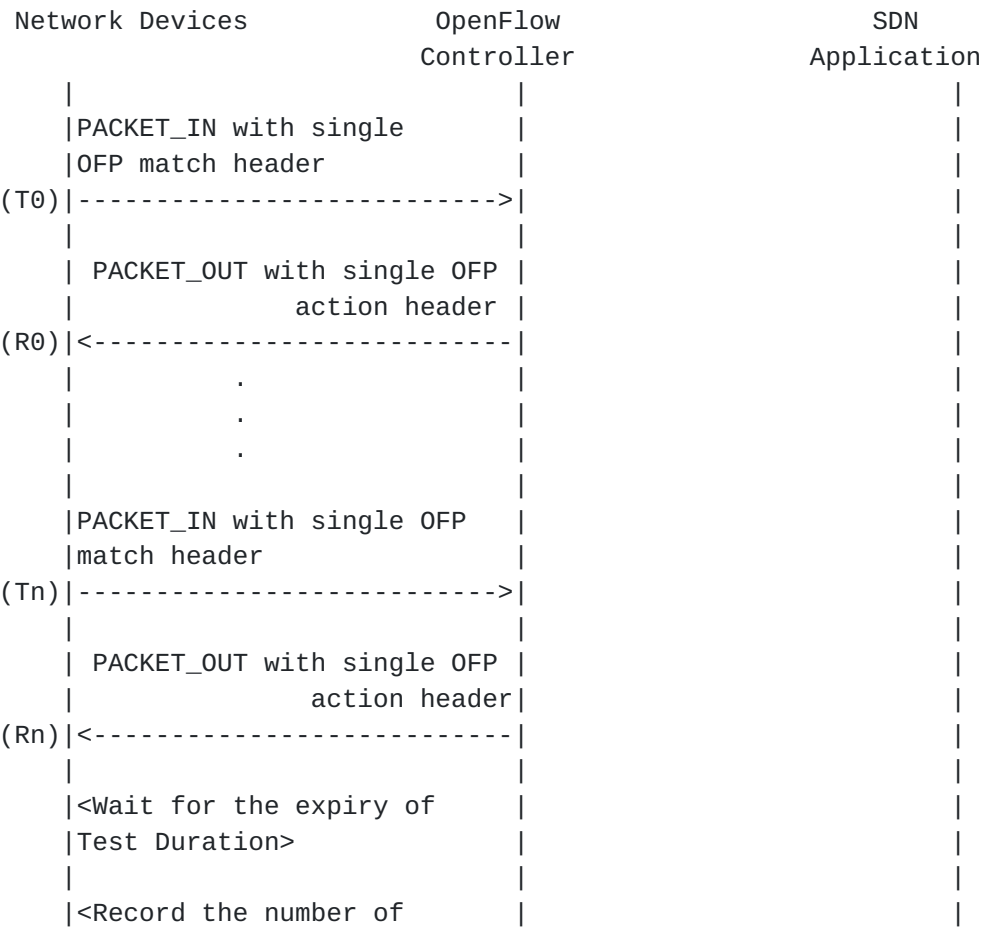 Network Devices            OpenFlow                    SDN
                           Controller               Application
    |                            |                           |
    |PACKET_IN with single       |                           |
    |OFP match header            |                           |
(T0)|--------------------------->|                           |
    |                            |                           |
    | PACKET_OUT with single OFP |                           |
    |              action header |                           |
(R0)|<---------------------------|                           |
    |          .                 |                           |
    |          .                 |                           |
    |          .                 |                           |
    |                            |                           |
    |PACKET_IN with single OFP   |                           |
    |match header                |                           |
(Tn)|--------------------------->|                           |
    |                            |                           |
    | PACKET_OUT with single OFP |                           |
    |               action header|                           |
(Rn)|<---------------------------|                           |
    |                            |                           |
    |<Wait for the expiry of     |                           |
    |Test Duration>              |                           |
    |                            |                           |
    |<Record the number of       |                           |